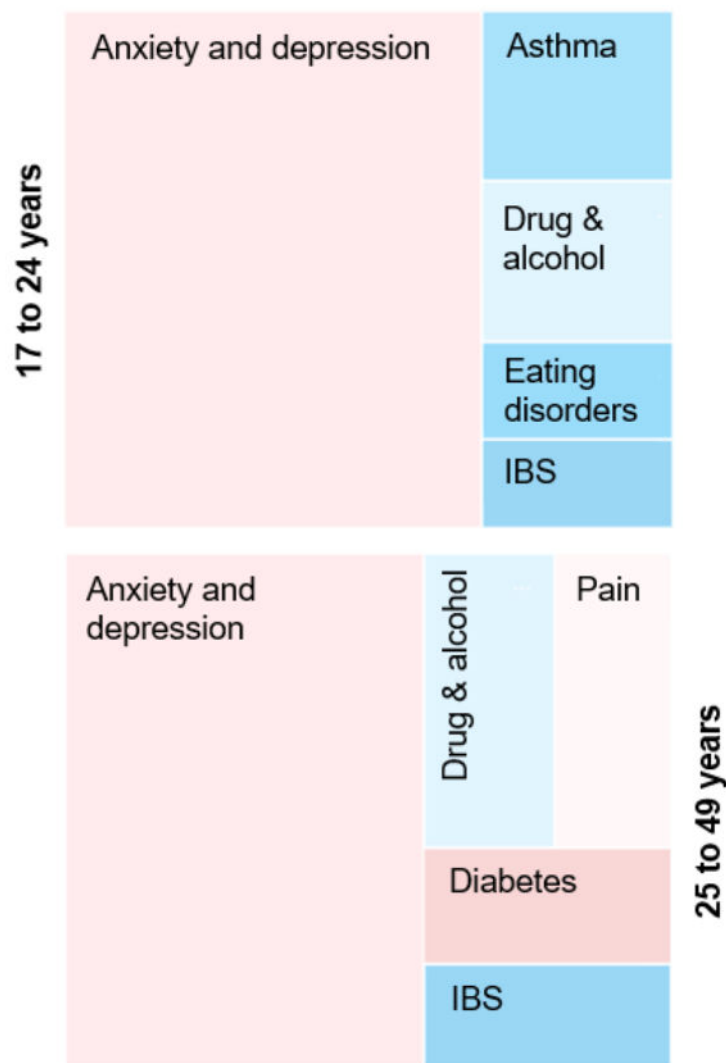 17 to 24 years
Anxiety and depression
Asthma
Drug &
alcohol
Eating
disorders
IBS
Anxiety and
depression
Drug & alcohol
Pain
Diabetes
IBS
25 to 49 years